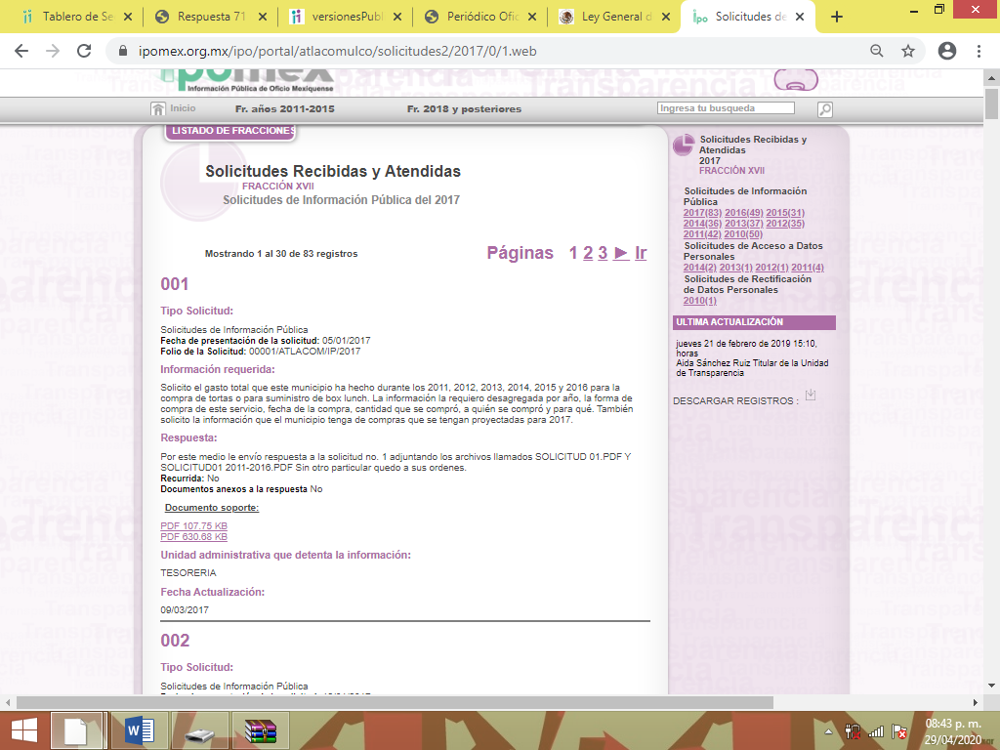 Tablero de Se
Respuesta 71
versionesPubl
Periódico Ofic
Ley General d
Solicitudes de
ipomex.org.mx/ipo/portal/atlacomulco/solicitudes2/2017/0/1.web
ipomex
Información Pública de Oficio Mexiquense
Inicio
Fr. años 2011-2015
Fr. 2018 y posteriores
Ingresa tu busqueda
LISTADO DE FRACCIONES
Solicitudes Recibidas y Atendidas
FRACCIÓN XVII
Solicitudes de Información Pública del 2017
Mostrando 1 al 30 de 83 registros
Páginas 1 2 3 ► Ir
001
Tipo Solicitud:
Solicitudes de Información Pública
Fecha de presentación de la solicitud: 05/01/2017
Folio de la Solicitud: 00001/ATLACOM/IP/2017
Información requerida:
Solicito el gasto total que este municipio ha hecho durante los 2011, 2012, 2013, 2014, 2015 y 2016 para la
compra de tortas o para suministro de box lunch. La información la requiero desagregada por año, la forma de
compra de este servicio, fecha de la compra, cantidad que se compró, a quién se compró y para qué. También
solicito la información que el municipio tenga de compras que se tengan proyectadas para 2017.
Respuesta:
Por este medio le envío respuesta a la solicitud no. 1 adjuntando los archivos llamados SOLICITUD 01.PDF Y
SOLICITUD01 2011-2016.PDF Sin otro particular quedo a sus ordenes.
Recurrida: No
Documentos anexos a la respuesta No
Documento soporte:
PDF 107.75 KB
PDF 630.68 KB
Unidad administrativa que detenta la información:
TESORERIA
Fecha Actualización:
09/03/2017
002
Tipo Solicitud:
Solicitudes de Información Pública
Solicitudes Recibidas y
Atendidas
2017
FRACCIÓN XVII
Solicitudes de Información
Pública
2017(83) 2016(49) 2015(31)
2014(36) 2013(37) 2012(35)
2011(42) 2010(50)
Solicitudes de Acceso a Datos
Personales
2014(2) 2013(1) 2012(1) 2011(4)
Solicitudes de Rectificación
de Datos Personales
2010(1)
ULTIMA ACTUALIZACIÓN
jueves 21 de febrero de 2019 15:10,
horas
Aida Sánchez Ruiz Titular de la Unidad
de Transparencia
DESCARGAR REGISTROS :
08:43 p. m.
29/04/2020